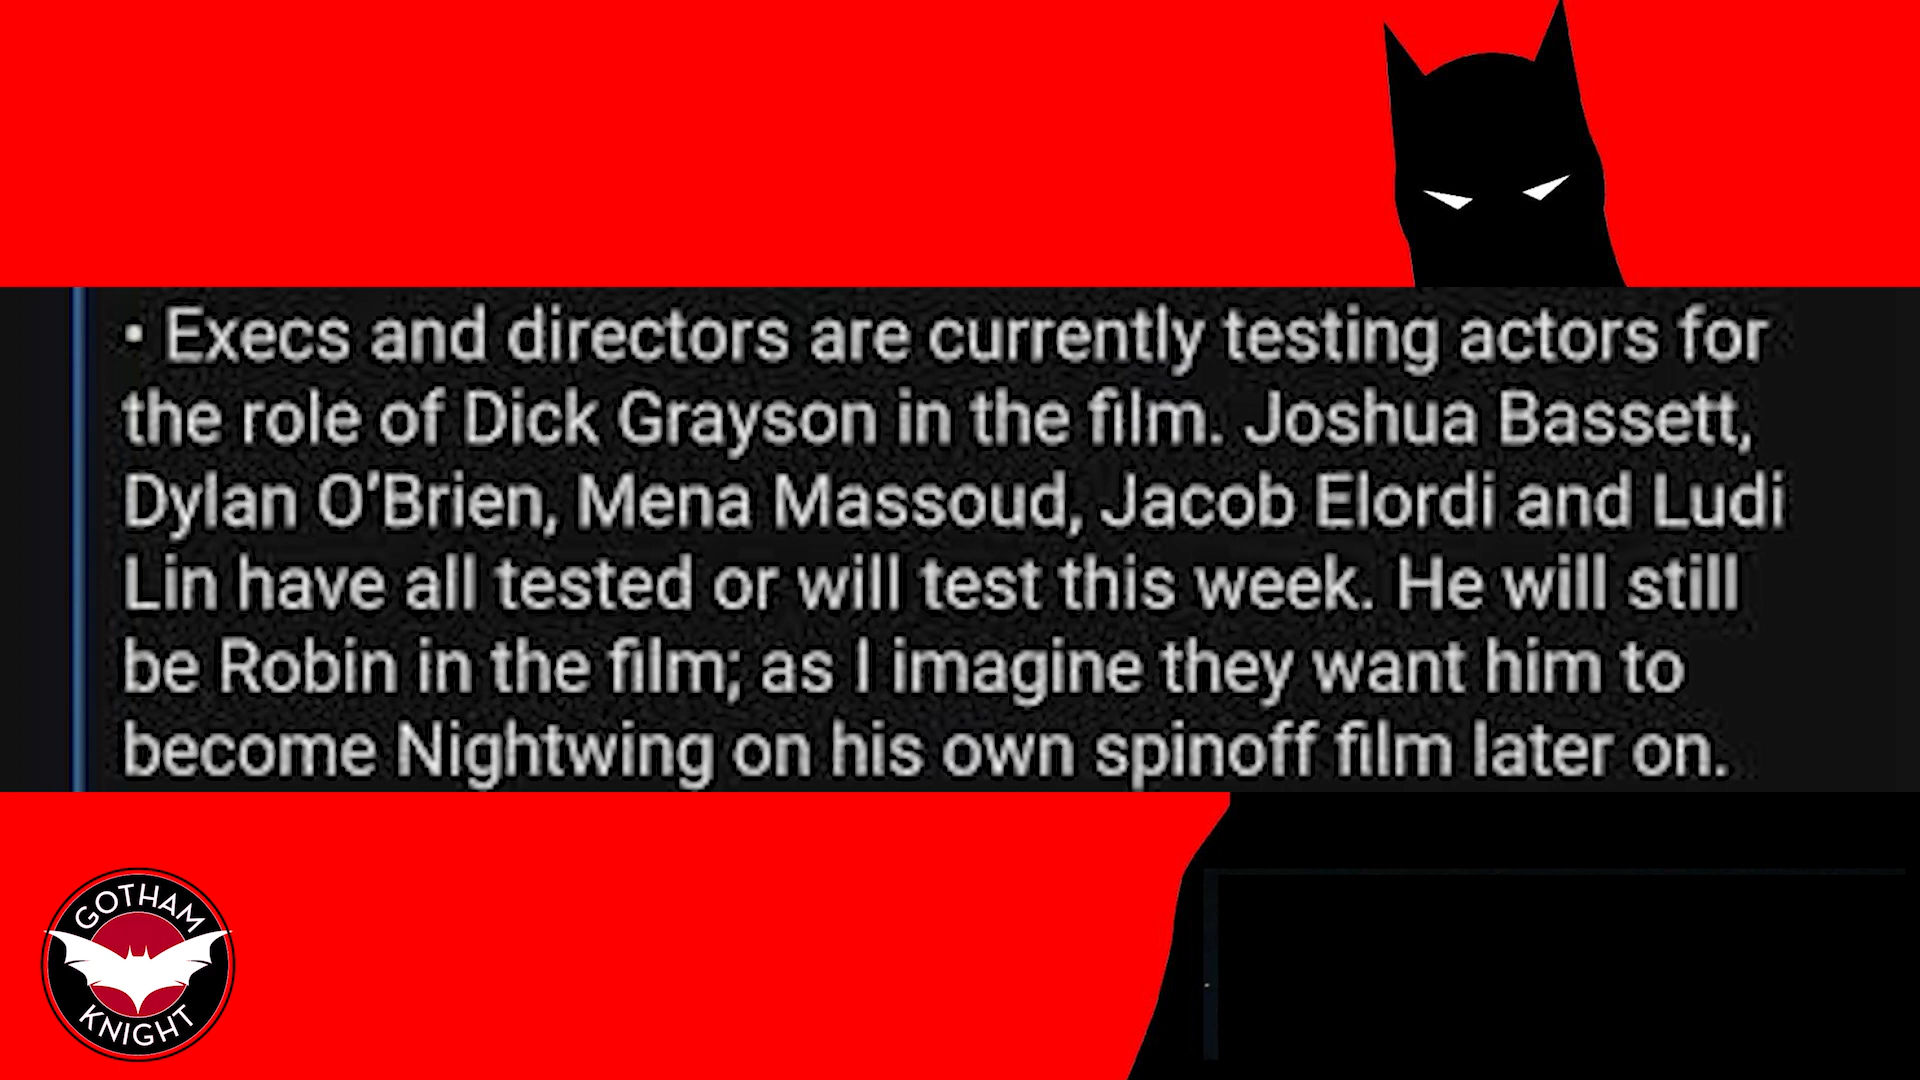 • Execs and directors are currently testing actors for
the role of Dick Grayson in the film. Joshua Bassett,
Dylan O'Brien, Mena Massoud, Jacob Elordi and Ludi
Lin have all tested or will test this week. He will still
be Robin in the film; as I imagine they want him to
become Nightwing on his own spinoff film later on.
GOTHAM
KNIGHT